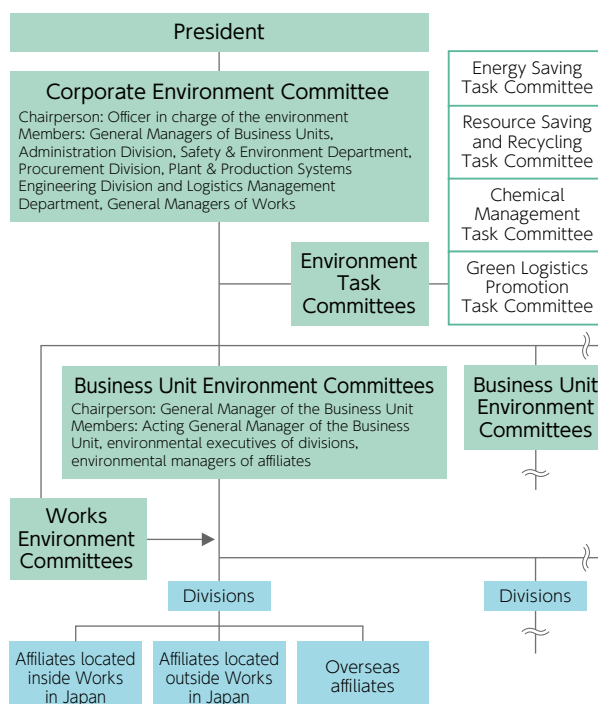 President
Corporate Environment Committee
Chairperson: Officer in charge of the environment
Members: General Managers of Business Units,
Administration Division, Safety & Environment Department,
Procurement Division, Plant & Production Systems
Engineering Division and Logistics Management
Department, General Managers of Works
Energy Saving
Task Committee
Resource Saving
and Recycling
Task Committee
Chemical
Management
Task Committee
Green Logistics
Promotion
Task Committee
Environment
Task
Committees
Business Unit Environment Committees
Chairperson: General Manager of the Business Unit
Members: Acting General Manager of the Business
Unit, environmental executives of divisions,
environmental managers of affiliates
Business Unit
Environment
Committees
Works
Environment
Committees
Divisions
Divisions
Affiliates located
inside Works
in Japan
Affiliates located
outside Works
in Japan
Overseas
affiliates